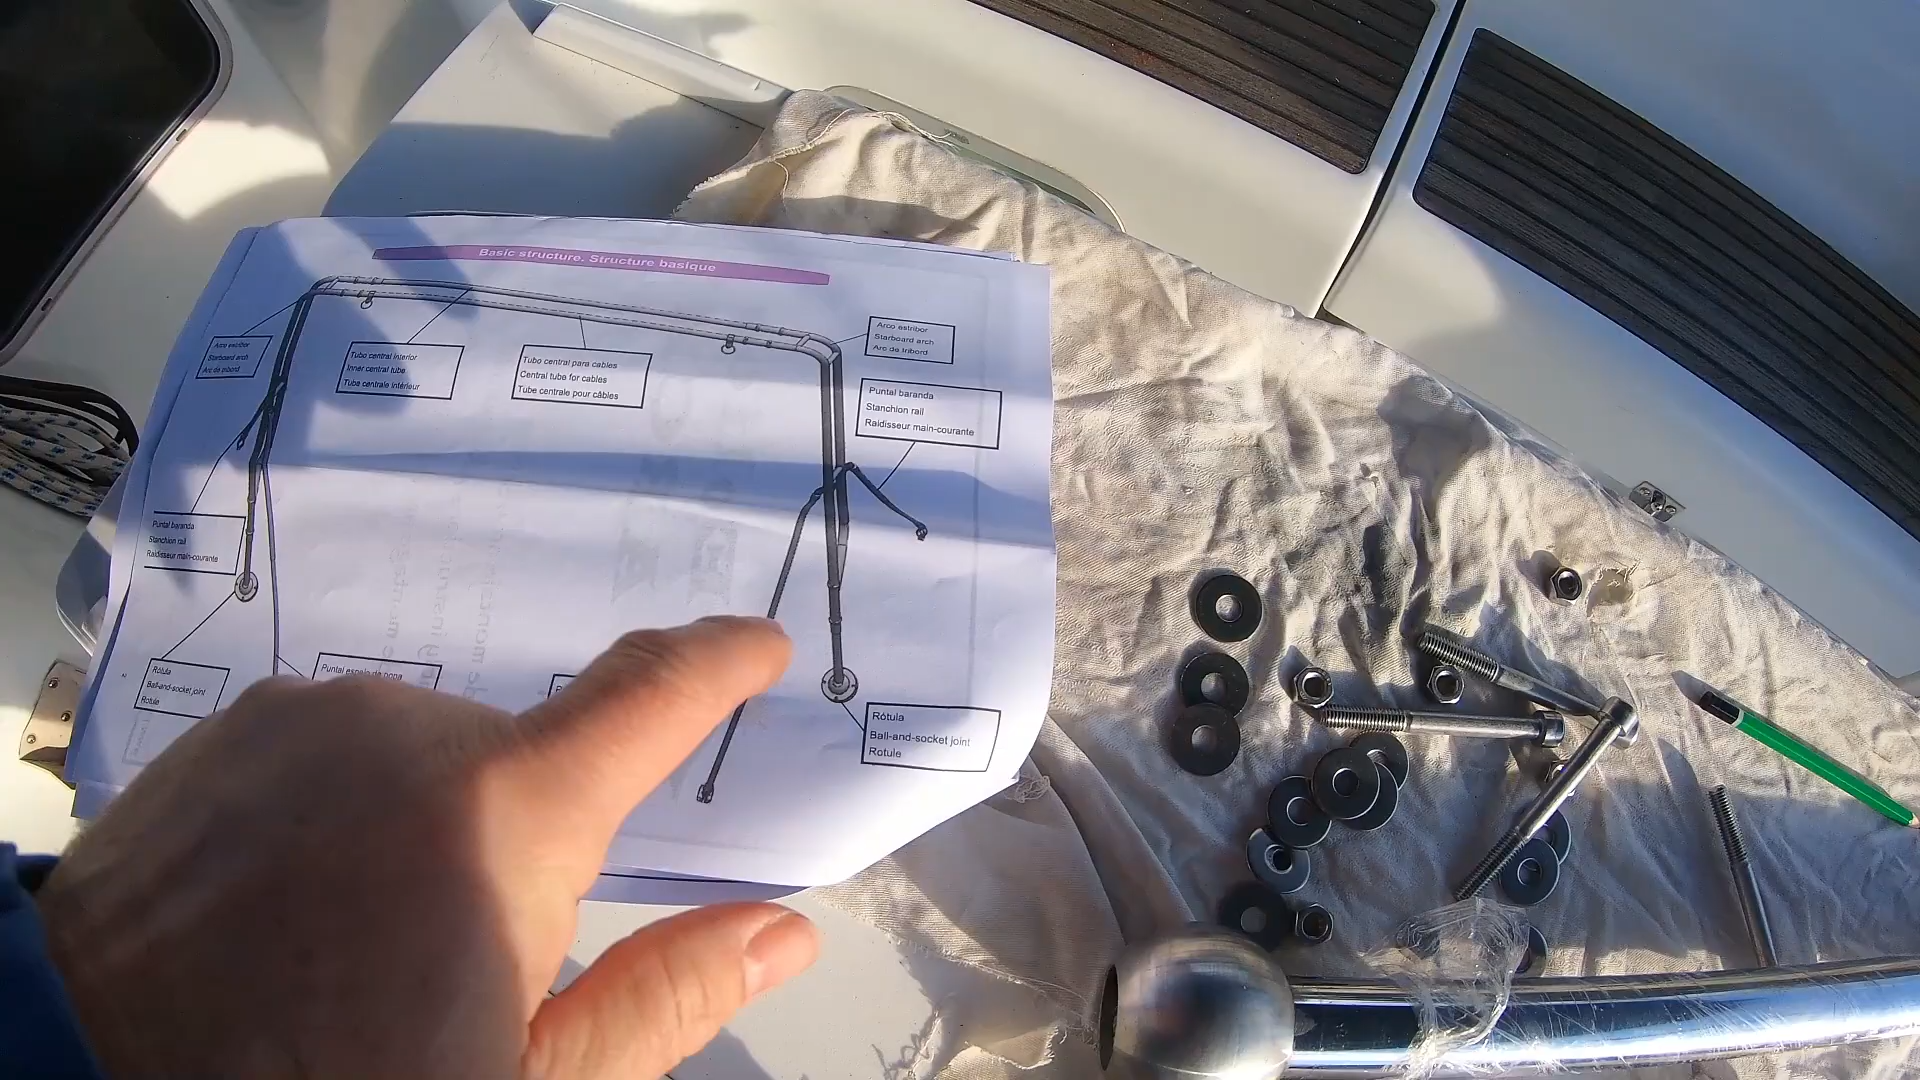 Basic structure. Structure basique
Arco estribor
Starboard arch
Arc de tribord
Tubo central interior
Inner central tube
Tube centrale intérieur
Tubo central para cables
Central tube for cables
Tube centrale pour câbles
Arco estribor
Starboard arch
Arc de tribord
Puntal baranda
Stanchion rail
Raidisseur main-courante
Puntal baranda
Stanchion rail
Raidisseur main-courante
Rótula
Ball-and-socket joint
Rotule
Puntal espejo de popa
Rótula
Ball-and-socket joint
Rotule